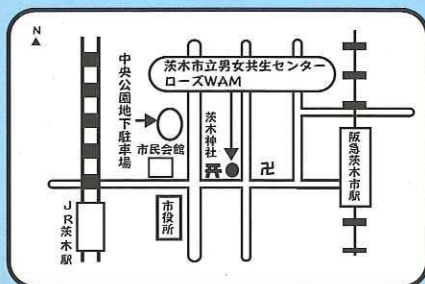 N
茨木市立男女共生センター
ローズWAM
中央公園地下駐車場
市民会館
茨木神社
阪急茨木市駅
市役所
JR茨木駅